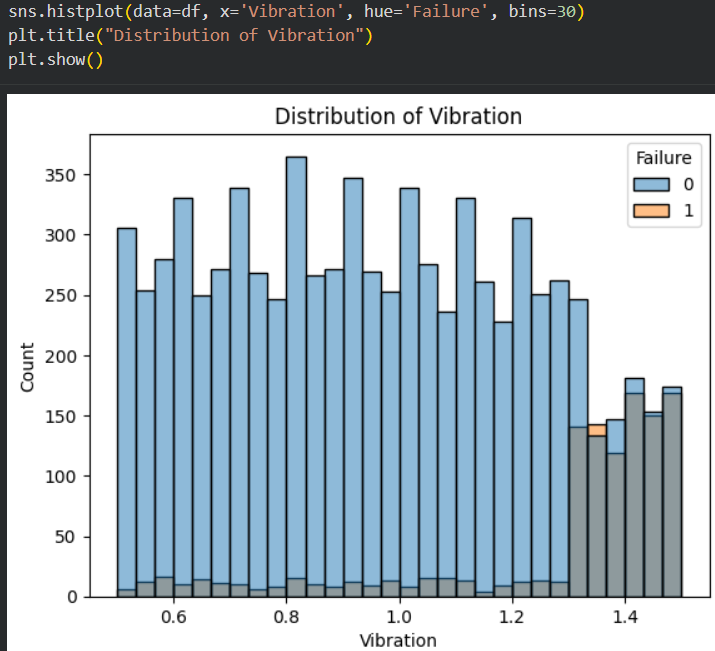 sns.histplot(data=df, x='Vibration', hue='Failure', bins=30)
plt.title("Distribution of Vibration")
plt.show()
Distribution of Vibration
Failure
0
1
350
300
250
200
150
100
50
0
Count
0.6 0.8 1.0 1.2 1.4
Vibration